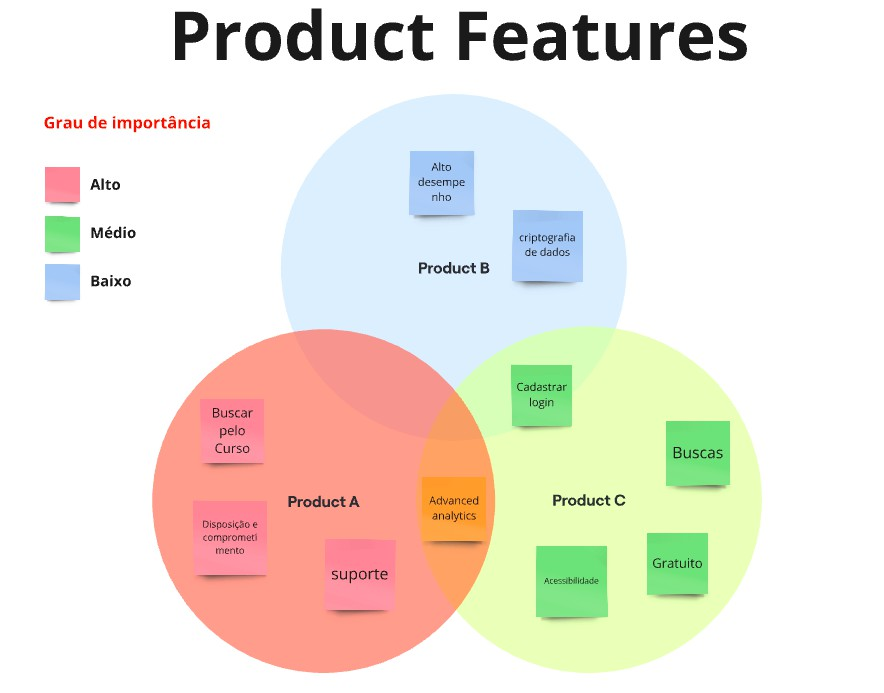 Product Features
Grau de importância
Alto
Médio
Baixo
Alto
desempe
nho
criptografia
de dados
Product B
Cadastrar
login
Buscar
pelo
Curso
Buscas
Product A
Advanced
analytics
Product C
Disposição e
comprometi
mento
suporte
Acessibilidade
Gratuito